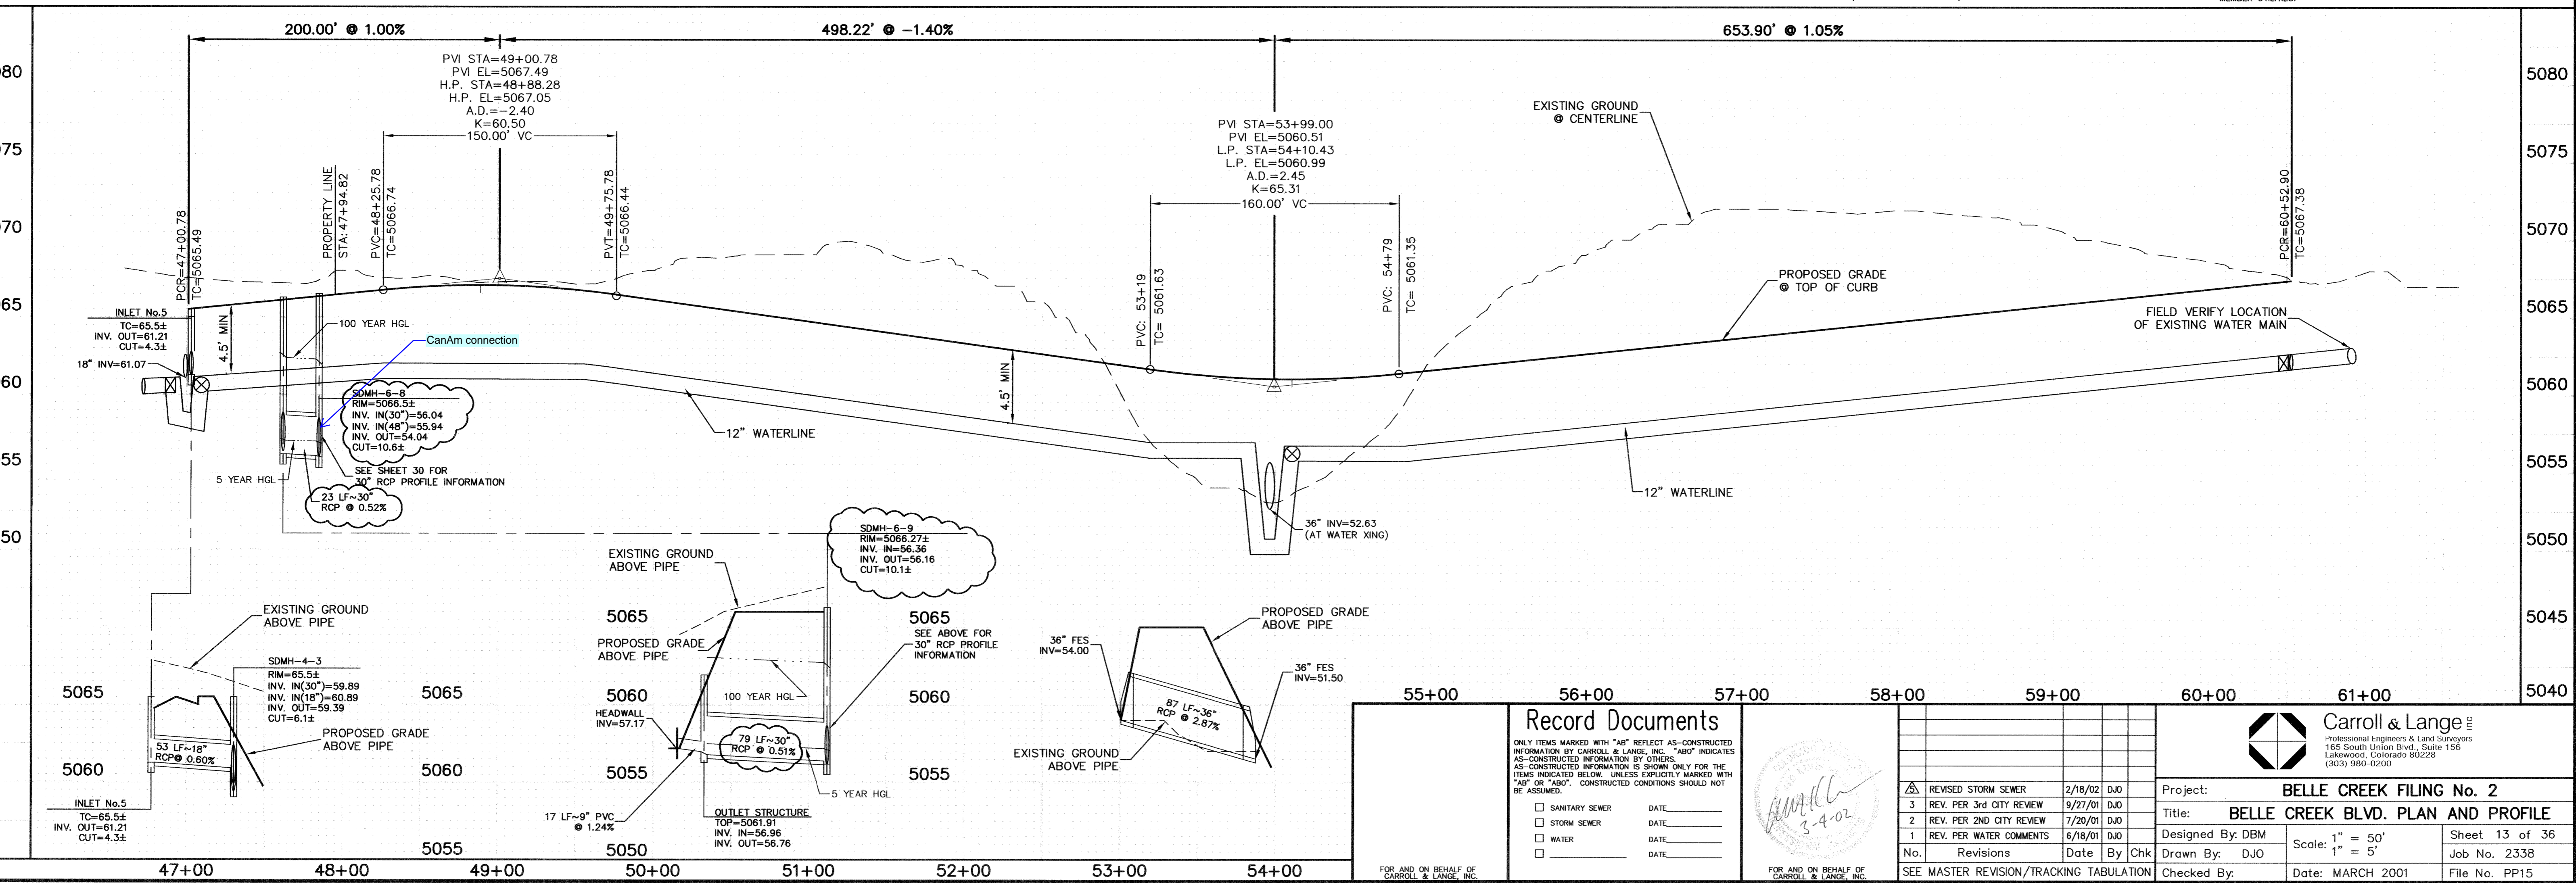 200.00' @ 1.00%
498.22' @ -1.40%
653.90' @ 1.05%
PVI STA=49+00.78
PVI EL=5067.49
H.P. STA=48+88.28
H.P. EL=5067.05
A.D.=-2.40
K=60.50
150.00' VC
PVI STA=53+99.00
PVI EL=5060.51
L.P. STA=54+10.43
L.P. EL=5060.99
A.D.=2.45
K=65.31
160.00' VC
EXISTING GROUND
@ CENTERLINE
PCR=47+00.78
TC=5065.49
PROPERTY LINE
STA: 47+94.82
PVC=48+25.78
TC=5066.74
PVT=49+75.78
TC=5066.44
PVC: 53+19
TC= 5061.63
PVC: 54+79
TC= 5061.35
PCR=60+52.90
TC=5067.38
80
75
70
65
60
55
50
5080
5075
5070
5065
5060
5055
5050
5045
5040
INLET No.5
TC=65.5±
INV. OUT=61.21
CUT=4.3±
18" INV=61.07
4.5' MIN
100 YEAR HGL
CanAm connection
SDMH-6-8
RIM=5066.5±
INV. IN(30")=56.04
INV. IN(48")=55.94
INV. OUT=54.04
CUT=10.6±
SEE SHEET 30 FOR
30" RCP PROFILE INFORMATION
5 YEAR HGL
23 LF~30"
RCP @ 0.52%
12" WATERLINE
4.5' MIN
PROPOSED GRADE
@ TOP OF CURB
FIELD VERIFY LOCATION
OF EXISTING WATER MAIN
12" WATERLINE
36" INV=52.63
(AT WATER XING)
SDMH-6-9
RIM=5066.27±
INV. IN=56.36
INV. OUT=56.16
CUT=10.1±
EXISTING GROUND
ABOVE PIPE
SDMH-4-3
RIM=65.5±
INV. IN(30")=59.89
INV. IN(18")=60.89
INV. OUT=59.39
CUT=6.1±
PROPOSED GRADE
ABOVE PIPE
53 LF~18"
RCP@ 0.60%
INLET No.5
TC=65.5±
INV. OUT=61.21
CUT=4.3±
5065
5060
5065
5060
5055
EXISTING GROUND
ABOVE PIPE
5065
PROPOSED GRADE
ABOVE PIPE
5060
100 YEAR HGL
HEADWALL
INV=57.17
79 LF~30"
RCP @ 0.51%
5055
5 YEAR HGL
17 LF~9" PVC
@ 1.24%
OUTLET STRUCTURE
TOP=5061.91
INV. IN=56.96
INV. OUT=56.76
5050
5065
SEE ABOVE FOR
30" RCP PROFILE
INFORMATION
5060
5055
36" FES
INV=54.00
PROPOSED GRADE
ABOVE PIPE
36" FES
INV=51.50
87 LF~36"
RCP @ 2.87%
EXISTING GROUND
ABOVE PIPE
47+00
48+00
49+00
50+00
51+00
52+00
53+00
54+00
55+00
56+00
57+00
58+00
59+00
60+00
61+00
FOR AND ON BEHALF OF
CARROLL & LANGE, INC.
Record Documents
ONLY ITEMS MARKED WITH "AB" REFLECT AS-CONSTRUCTED
INFORMATION BY CARROLL & LANGE, INC. "ABO" INDICATES
AS-CONSTRUCTED INFORMATION BY OTHERS.
AS-CONSTRUCTED INFORMATION IS SHOWN ONLY FOR THE
ITEMS INDICATED BELOW. UNLESS EXPLICITLY MARKED WITH
"AB" OR "ABO". CONSTRUCTED CONDITIONS SHOULD NOT
BE ASSUMED.
SANITARY SEWER DATE
STORM SEWER DATE
WATER DATE
DATE
3-4-02
FOR AND ON BEHALF OF
CARROLL & LANGE, INC.
5 REVISED STORM SEWER 2/18/02 DJO
3 REV. PER 3rd CITY REVIEW 9/27/01 DJO
2 REV. PER 2ND CITY REVIEW 7/20/01 DJO
1 REV. PER WATER COMMENTS 6/18/01 DJO
No. Revisions Date By Chk
SEE MASTER REVISION/TRACKING TABULATION
Carroll & Lange Inc
Professional Engineers & Land Surveyors
165 South Union Blvd., Suite 156
Lakewood, Colorado 80228
(303) 980-0200
Project: BELLE CREEK FILING No. 2
Title: BELLE CREEK BLVD. PLAN AND PROFILE
Designed By: DBM
Scale: 1" = 50'
1" = 5'
Sheet 13 of 36
Drawn By: DJO
Job No. 2338
Checked By:
Date: MARCH 2001
File No. PP15